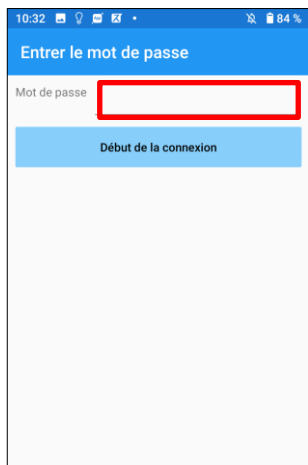 10:32 84 %
Entrer le mot de passe
Mot de passe
Début de la connexion